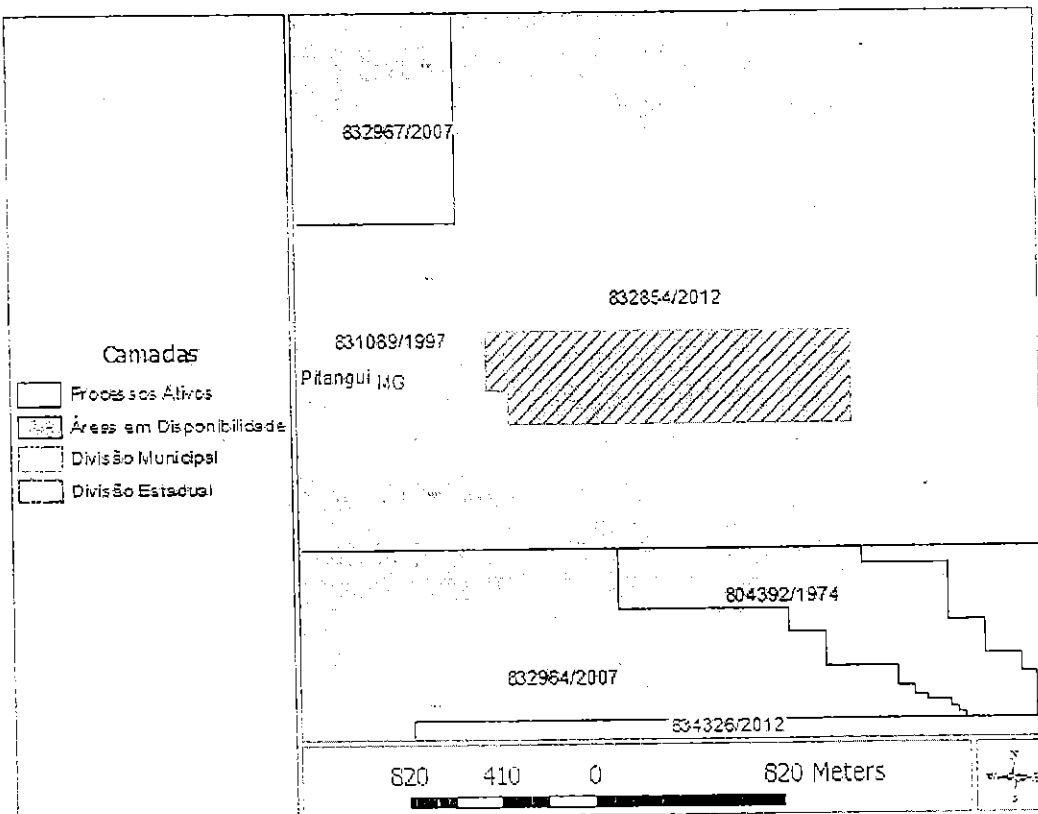 832967/2007
832854/2012
831089/1997
Pitangui MG
Camadas
Processos Ativos
Áreas em Disponibilidade
Divisão Municipal
Divisão Estadual
804392/1974
832964/2007
834326/2012
820 410 0 820 Meters
N
W E
S